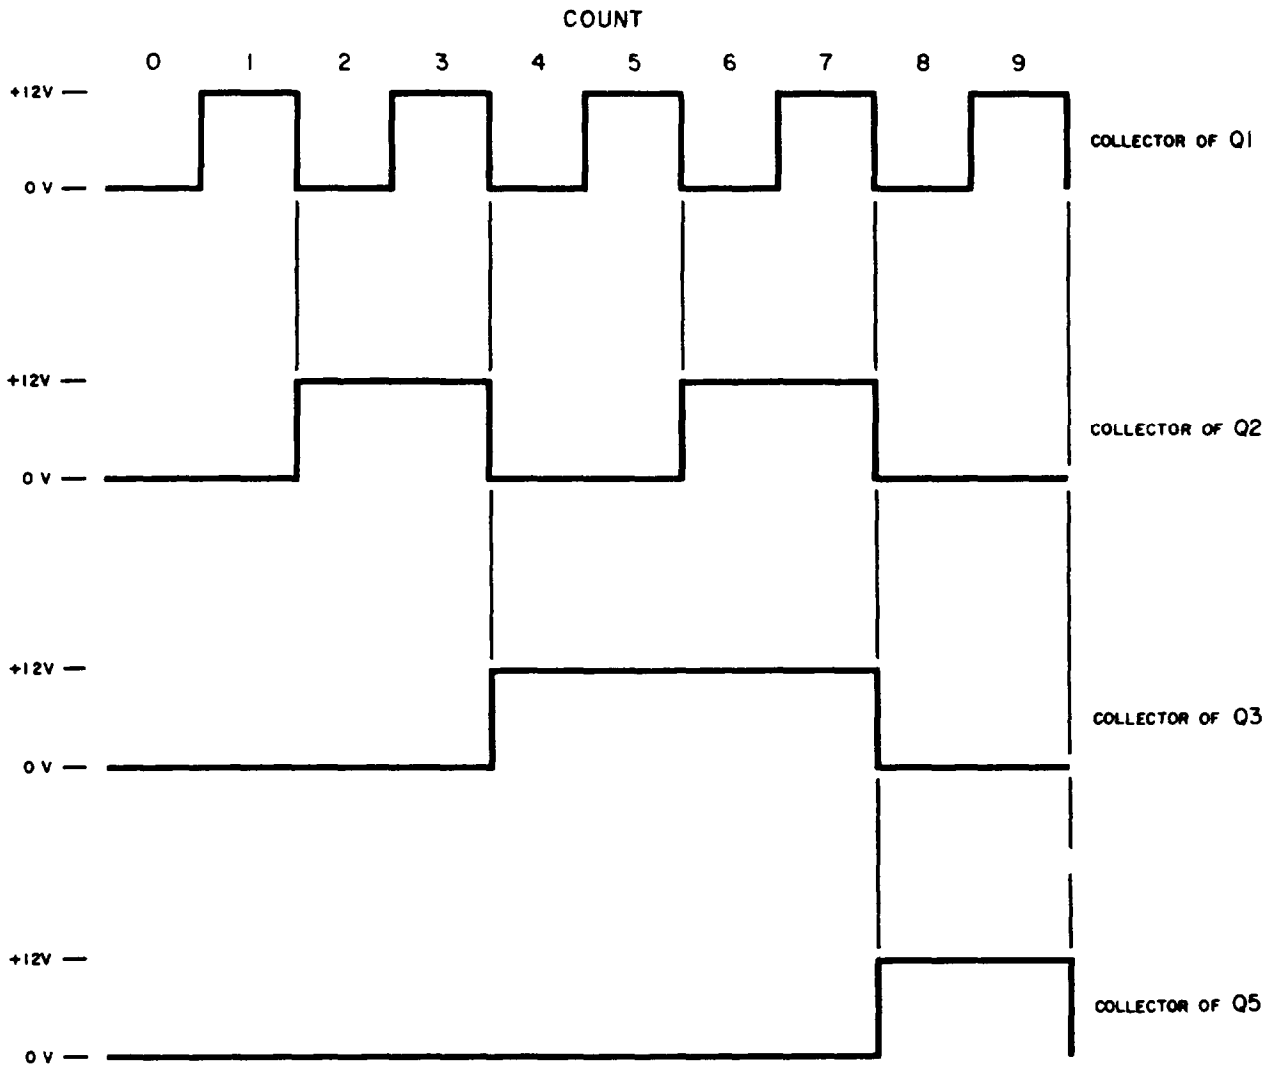 COUNT
0 1 2 3 4 5 6 7 8 9
+12V
COLLECTOR OF Q1
0 V
+12V
COLLECTOR OF Q2
0 V
+12V
COLLECTOR OF Q3
0 V
+12V
COLLECTOR OF Q5
0 V